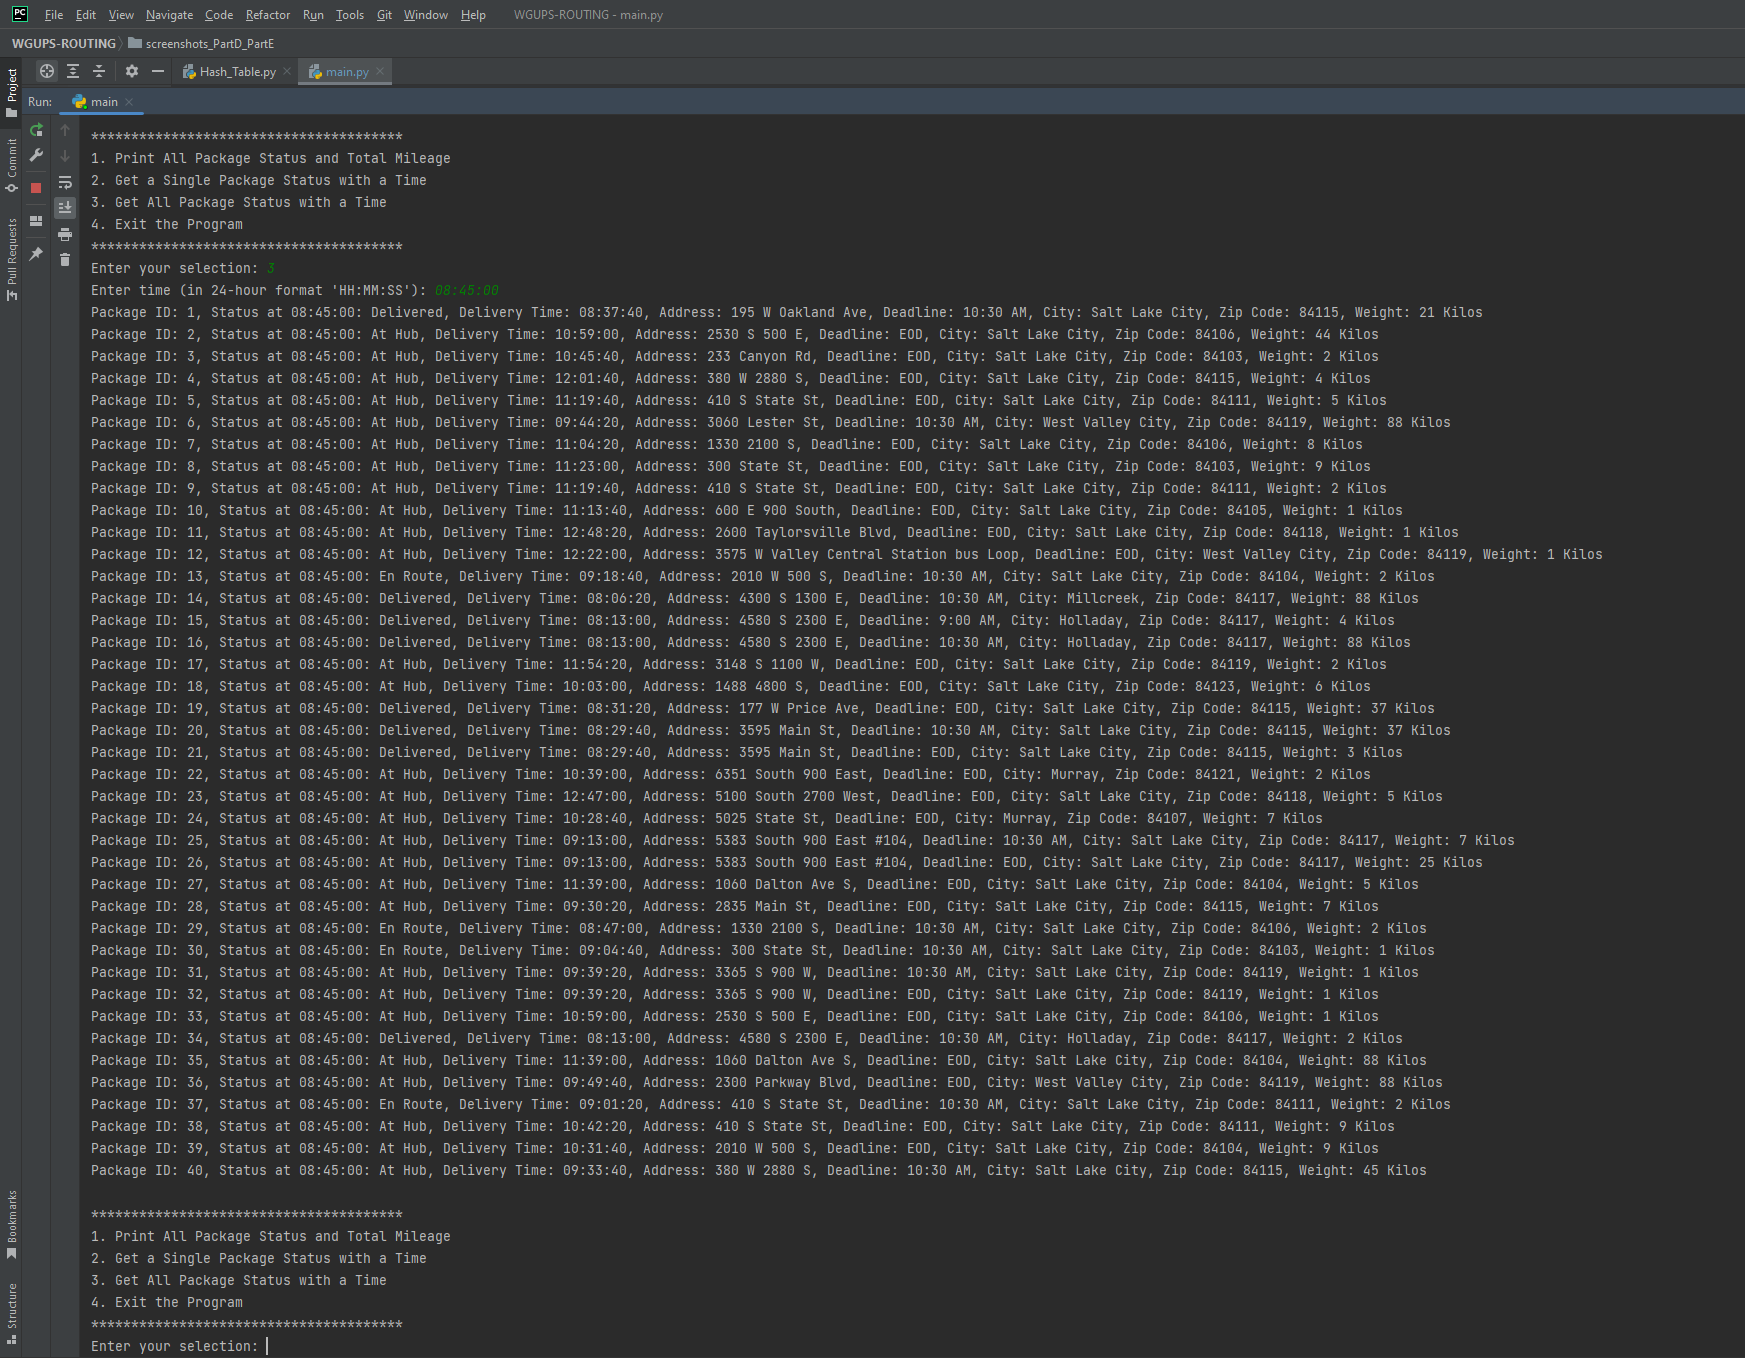 PC File Edit View Navigate Code Refactor Run Tools Git Window Help WGUPS-ROUTING - main.py
WGUPS-ROUTING screenshots_PartD_PartE
Project
Hash_Table.py main.py
Run: main
Commit
Pull Requests
***************************************
1. Print All Package Status and Total Mileage
2. Get a Single Package Status with a Time
3. Get All Package Status with a Time
4. Exit the Program
***************************************
Enter your selection: 3
Enter time (in 24-hour format 'HH:MM:SS'): 08:45:00
Package ID: 1, Status at 08:45:00: Delivered, Delivery Time: 08:37:40, Address: 195 W Oakland Ave, Deadline: 10:30 AM, City: Salt Lake City, Zip Code: 84115, Weight: 21 Kilos
Package ID: 2, Status at 08:45:00: At Hub, Delivery Time: 10:59:00, Address: 2530 S 500 E, Deadline: EOD, City: Salt Lake City, Zip Code: 84106, Weight: 44 Kilos
Package ID: 3, Status at 08:45:00: At Hub, Delivery Time: 10:45:40, Address: 233 Canyon Rd, Deadline: EOD, City: Salt Lake City, Zip Code: 84103, Weight: 2 Kilos
Package ID: 4, Status at 08:45:00: At Hub, Delivery Time: 12:01:40, Address: 380 W 2880 S, Deadline: EOD, City: Salt Lake City, Zip Code: 84115, Weight: 4 Kilos
Package ID: 5, Status at 08:45:00: At Hub, Delivery Time: 11:19:40, Address: 410 S State St, Deadline: EOD, City: Salt Lake City, Zip Code: 84111, Weight: 5 Kilos
Package ID: 6, Status at 08:45:00: At Hub, Delivery Time: 09:44:20, Address: 3060 Lester St, Deadline: 10:30 AM, City: West Valley City, Zip Code: 84119, Weight: 88 Kilos
Package ID: 7, Status at 08:45:00: At Hub, Delivery Time: 11:04:20, Address: 1330 2100 S, Deadline: EOD, City: Salt Lake City, Zip Code: 84106, Weight: 8 Kilos
Package ID: 8, Status at 08:45:00: At Hub, Delivery Time: 11:23:00, Address: 300 State St, Deadline: EOD, City: Salt Lake City, Zip Code: 84103, Weight: 9 Kilos
Package ID: 9, Status at 08:45:00: At Hub, Delivery Time: 11:19:40, Address: 410 S State St, Deadline: EOD, City: Salt Lake City, Zip Code: 84111, Weight: 2 Kilos
Package ID: 10, Status at 08:45:00: At Hub, Delivery Time: 11:13:40, Address: 600 E 900 South, Deadline: EOD, City: Salt Lake City, Zip Code: 84105, Weight: 1 Kilos
Package ID: 11, Status at 08:45:00: At Hub, Delivery Time: 12:48:20, Address: 2600 Taylorsville Blvd, Deadline: EOD, City: Salt Lake City, Zip Code: 84118, Weight: 1 Kilos
Package ID: 12, Status at 08:45:00: At Hub, Delivery Time: 12:22:00, Address: 3575 W Valley Central Station bus Loop, Deadline: EOD, City: West Valley City, Zip Code: 84119, Weight: 1 Kilos
Package ID: 13, Status at 08:45:00: En Route, Delivery Time: 09:18:40, Address: 2010 W 500 S, Deadline: 10:30 AM, City: Salt Lake City, Zip Code: 84104, Weight: 2 Kilos
Package ID: 14, Status at 08:45:00: Delivered, Delivery Time: 08:06:20, Address: 4300 S 1300 E, Deadline: 10:30 AM, City: Millcreek, Zip Code: 84117, Weight: 88 Kilos
Package ID: 15, Status at 08:45:00: Delivered, Delivery Time: 08:13:00, Address: 4580 S 2300 E, Deadline: 9:00 AM, City: Holladay, Zip Code: 84117, Weight: 4 Kilos
Package ID: 16, Status at 08:45:00: Delivered, Delivery Time: 08:13:00, Address: 4580 S 2300 E, Deadline: 10:30 AM, City: Holladay, Zip Code: 84117, Weight: 88 Kilos
Package ID: 17, Status at 08:45:00: At Hub, Delivery Time: 11:54:20, Address: 3148 S 1100 W, Deadline: EOD, City: Salt Lake City, Zip Code: 84119, Weight: 2 Kilos
Package ID: 18, Status at 08:45:00: At Hub, Delivery Time: 10:03:00, Address: 1488 4800 S, Deadline: EOD, City: Salt Lake City, Zip Code: 84123, Weight: 6 Kilos
Package ID: 19, Status at 08:45:00: Delivered, Delivery Time: 08:31:20, Address: 177 W Price Ave, Deadline: EOD, City: Salt Lake City, Zip Code: 84115, Weight: 37 Kilos
Package ID: 20, Status at 08:45:00: Delivered, Delivery Time: 08:29:40, Address: 3595 Main St, Deadline: 10:30 AM, City: Salt Lake City, Zip Code: 84115, Weight: 37 Kilos
Package ID: 21, Status at 08:45:00: Delivered, Delivery Time: 08:29:40, Address: 3595 Main St, Deadline: EOD, City: Salt Lake City, Zip Code: 84115, Weight: 3 Kilos
Package ID: 22, Status at 08:45:00: At Hub, Delivery Time: 10:39:00, Address: 6351 South 900 East, Deadline: EOD, City: Murray, Zip Code: 84121, Weight: 2 Kilos
Package ID: 23, Status at 08:45:00: At Hub, Delivery Time: 12:47:00, Address: 5100 South 2700 West, Deadline: EOD, City: Salt Lake City, Zip Code: 84118, Weight: 5 Kilos
Package ID: 24, Status at 08:45:00: At Hub, Delivery Time: 10:28:40, Address: 5025 State St, Deadline: EOD, City: Murray, Zip Code: 84107, Weight: 7 Kilos
Package ID: 25, Status at 08:45:00: At Hub, Delivery Time: 09:13:00, Address: 5383 South 900 East #104, Deadline: 10:30 AM, City: Salt Lake City, Zip Code: 84117, Weight: 7 Kilos
Package ID: 26, Status at 08:45:00: At Hub, Delivery Time: 09:13:00, Address: 5383 South 900 East #104, Deadline: EOD, City: Salt Lake City, Zip Code: 84117, Weight: 25 Kilos
Package ID: 27, Status at 08:45:00: At Hub, Delivery Time: 11:39:00, Address: 1060 Dalton Ave S, Deadline: EOD, City: Salt Lake City, Zip Code: 84104, Weight: 5 Kilos
Package ID: 28, Status at 08:45:00: At Hub, Delivery Time: 09:30:20, Address: 2835 Main St, Deadline: EOD, City: Salt Lake City, Zip Code: 84115, Weight: 7 Kilos
Package ID: 29, Status at 08:45:00: En Route, Delivery Time: 08:47:00, Address: 1330 2100 S, Deadline: 10:30 AM, City: Salt Lake City, Zip Code: 84106, Weight: 2 Kilos
Package ID: 30, Status at 08:45:00: En Route, Delivery Time: 09:04:40, Address: 300 State St, Deadline: 10:30 AM, City: Salt Lake City, Zip Code: 84103, Weight: 1 Kilos
Package ID: 31, Status at 08:45:00: At Hub, Delivery Time: 09:39:20, Address: 3365 S 900 W, Deadline: 10:30 AM, City: Salt Lake City, Zip Code: 84119, Weight: 1 Kilos
Package ID: 32, Status at 08:45:00: At Hub, Delivery Time: 09:39:20, Address: 3365 S 900 W, Deadline: EOD, City: Salt Lake City, Zip Code: 84119, Weight: 1 Kilos
Package ID: 33, Status at 08:45:00: At Hub, Delivery Time: 10:59:00, Address: 2530 S 500 E, Deadline: EOD, City: Salt Lake City, Zip Code: 84106, Weight: 1 Kilos
Package ID: 34, Status at 08:45:00: Delivered, Delivery Time: 08:13:00, Address: 4580 S 2300 E, Deadline: 10:30 AM, City: Holladay, Zip Code: 84117, Weight: 2 Kilos
Package ID: 35, Status at 08:45:00: At Hub, Delivery Time: 11:39:00, Address: 1060 Dalton Ave S, Deadline: EOD, City: Salt Lake City, Zip Code: 84104, Weight: 88 Kilos
Package ID: 36, Status at 08:45:00: At Hub, Delivery Time: 09:49:40, Address: 2300 Parkway Blvd, Deadline: EOD, City: West Valley City, Zip Code: 84119, Weight: 88 Kilos
Package ID: 37, Status at 08:45:00: En Route, Delivery Time: 09:01:20, Address: 410 S State St, Deadline: 10:30 AM, City: Salt Lake City, Zip Code: 84111, Weight: 2 Kilos
Package ID: 38, Status at 08:45:00: At Hub, Delivery Time: 10:42:20, Address: 410 S State St, Deadline: EOD, City: Salt Lake City, Zip Code: 84111, Weight: 9 Kilos
Package ID: 39, Status at 08:45:00: At Hub, Delivery Time: 10:31:40, Address: 2010 W 500 S, Deadline: EOD, City: Salt Lake City, Zip Code: 84104, Weight: 9 Kilos
Package ID: 40, Status at 08:45:00: At Hub, Delivery Time: 09:33:40, Address: 380 W 2880 S, Deadline: 10:30 AM, City: Salt Lake City, Zip Code: 84115, Weight: 45 Kilos
***************************************
1. Print All Package Status and Total Mileage
2. Get a Single Package Status with a Time
3. Get All Package Status with a Time
4. Exit the Program
***************************************
Enter your selection:
Bookmarks
Structure